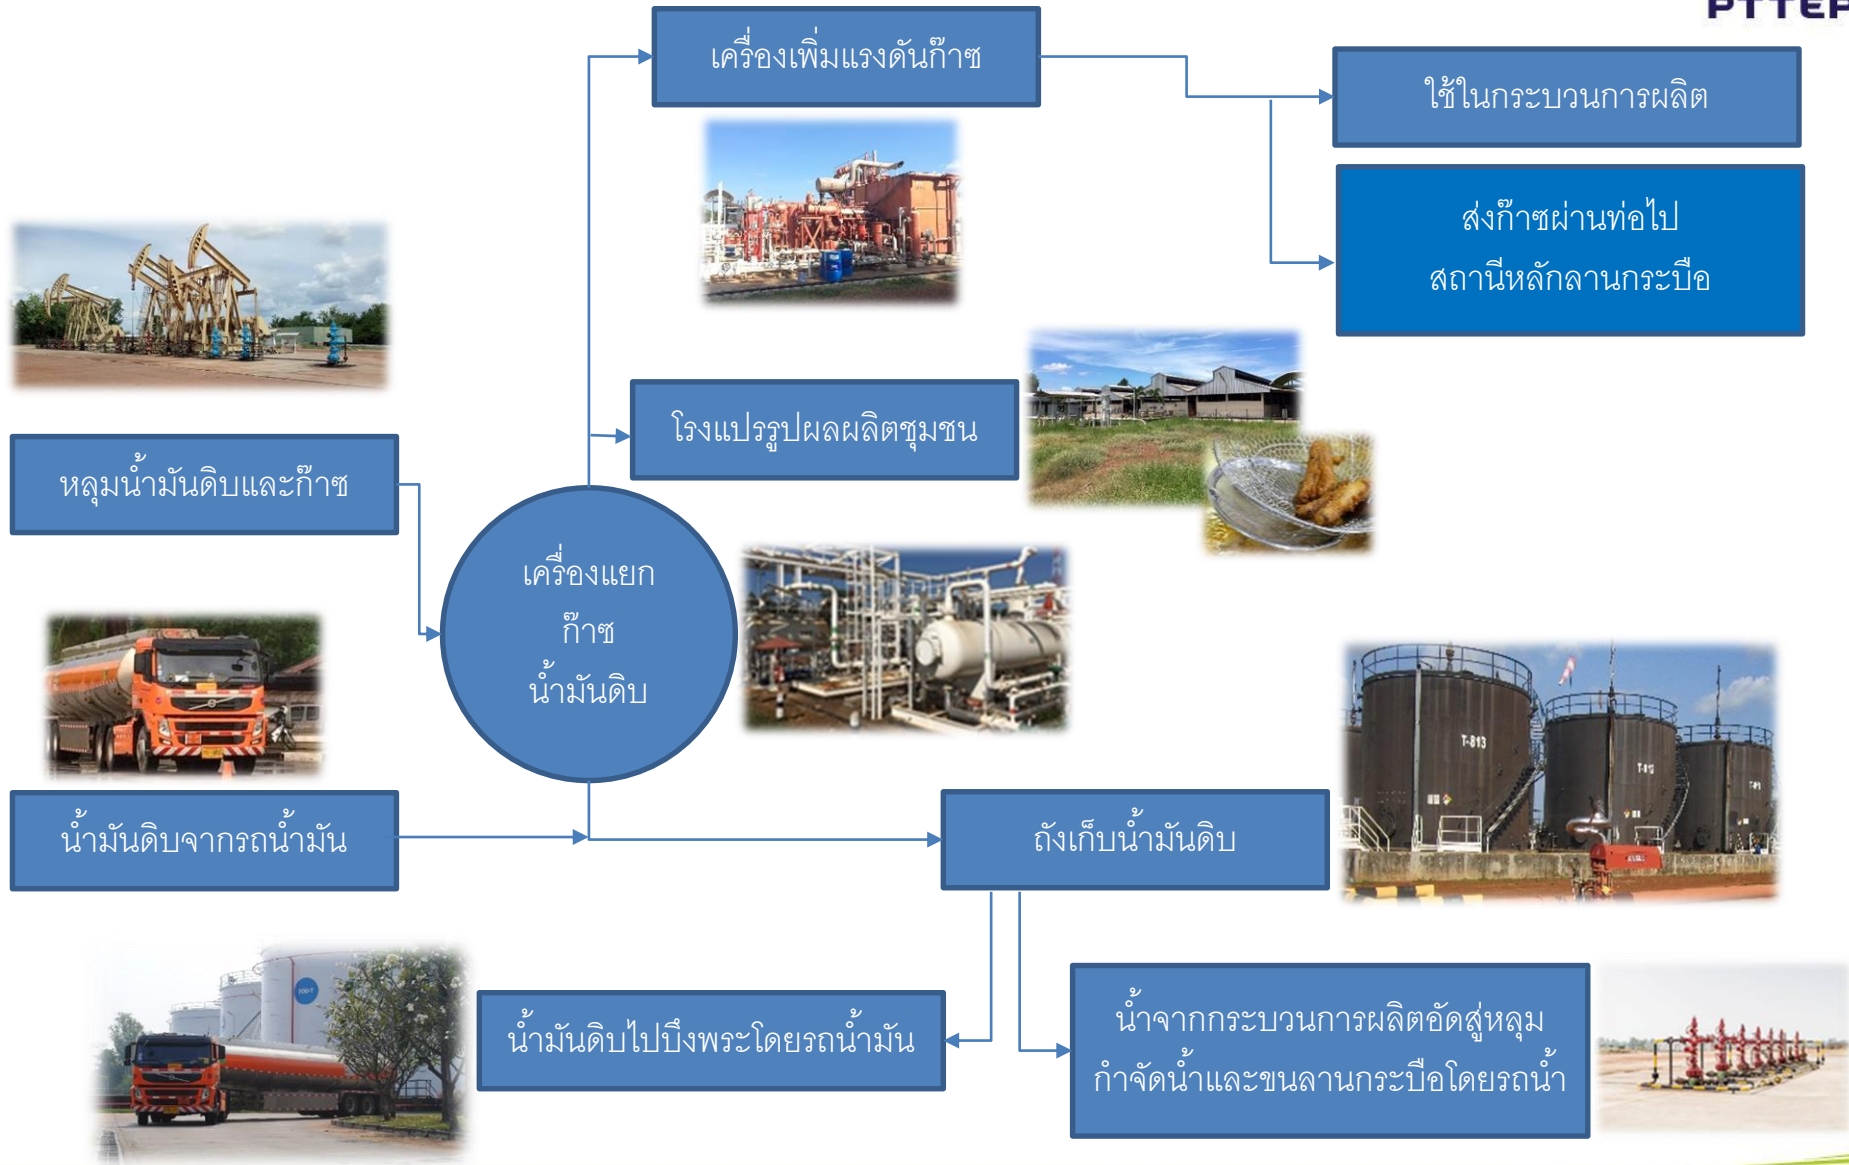 PTTEP
เครื่องเพิ่มแรงดันก๊าซ
ใช้ในกระบวนการผลิต
ส่งก๊าซผ่านท่อไป
สถานีหลักลานกระบือ
โรงแปรรูปผลผลิตชุมชน
หลุมน้ำมันดิบและก๊าซ
เครื่องแยก
ก๊าซ
น้ำมันดิบ
T-813
T-812
น้ำมันดิบจากรถน้ำมัน
ถังเก็บน้ำมันดิบ
น้ำมันดิบไปบึงพระโดยรถน้ำมัน
น้ำจากกระบวนการผลิตอัดสู่หลุม
กำจัดน้ำและขนลานกระบือโดยรถน้ำ